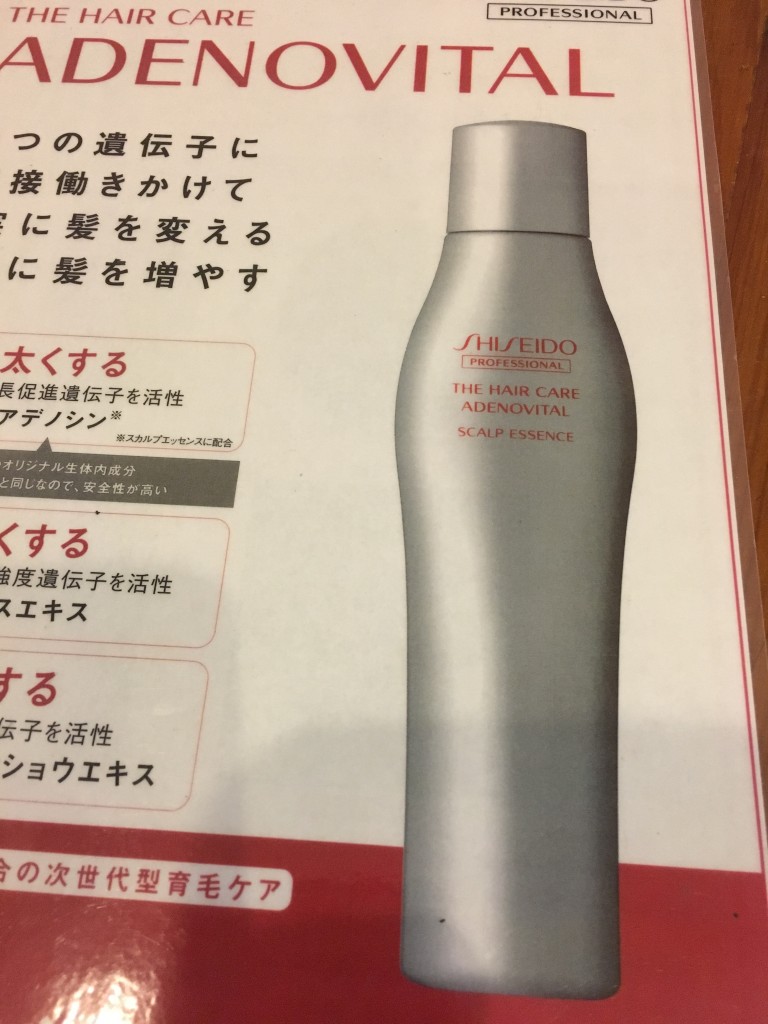 THE HAIR CARE
PROFESSIONAL
ADENOVITAL
つの遺伝子に
接働きかけて
に髪を変える
に髪を増やす
太くする
長促進遺伝子を活性
アデノシン※
※スカルプエッセンスに配合
オリジナル生体内成分
と同じなので、安全性が高い
くする
強度遺伝子を活性
スエキス
する
伝子を活性
ショウエキス
合の次世代型育毛ケア
SHISEIDO
PROFESSIONAL
THE HAIR CARE
ADENOVITAL
SCALP ESSENCE